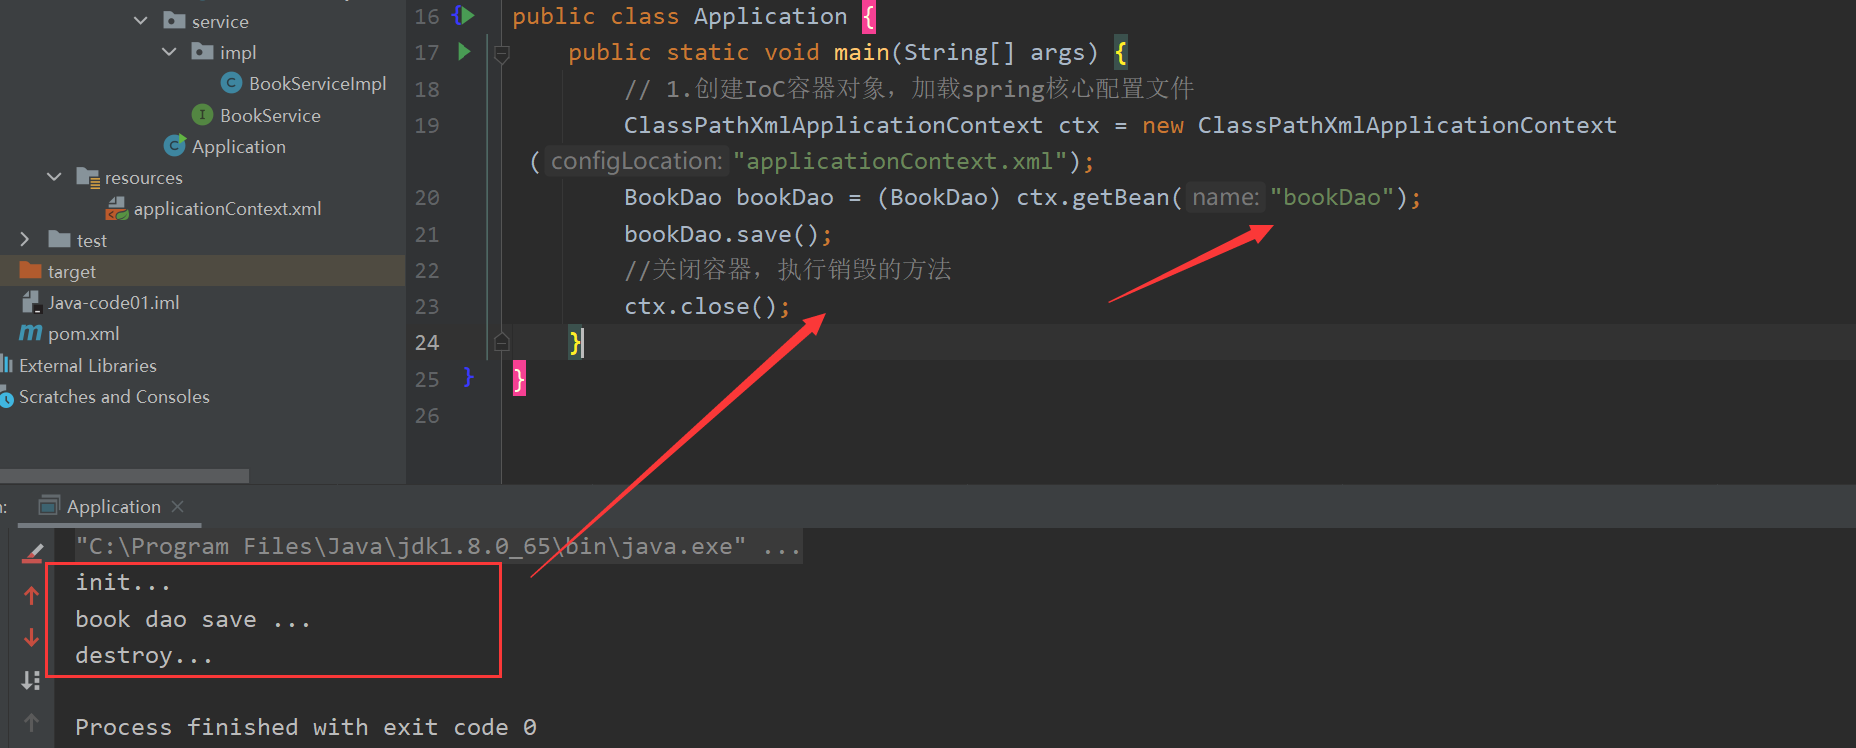 service
impl
BookServiceImpl
BookService
Application
resources
applicationContext.xml
test
target
Java-code01.iml
pom.xml
External Libraries
Scratches and Consoles
16 public class Application {
17 public static void main(String[] args) {
18 // 1.创建IoC容器对象，加载spring核心配置文件
19 ClassPathXmlApplicationContext ctx = new ClassPathXmlApplicationContext
( configLocation: "applicationContext.xml");
20 BookDao bookDao = (BookDao) ctx.getBean( name: "bookDao");
21 bookDao.save();
22 //关闭容器，执行销毁的方法
23 ctx.close();
24 }
25 }
26
Application
"C:\Program Files\Java\jdk1.8.0_65\bin\java.exe" ...
init...
book dao save ...
destroy...
Process finished with exit code 0